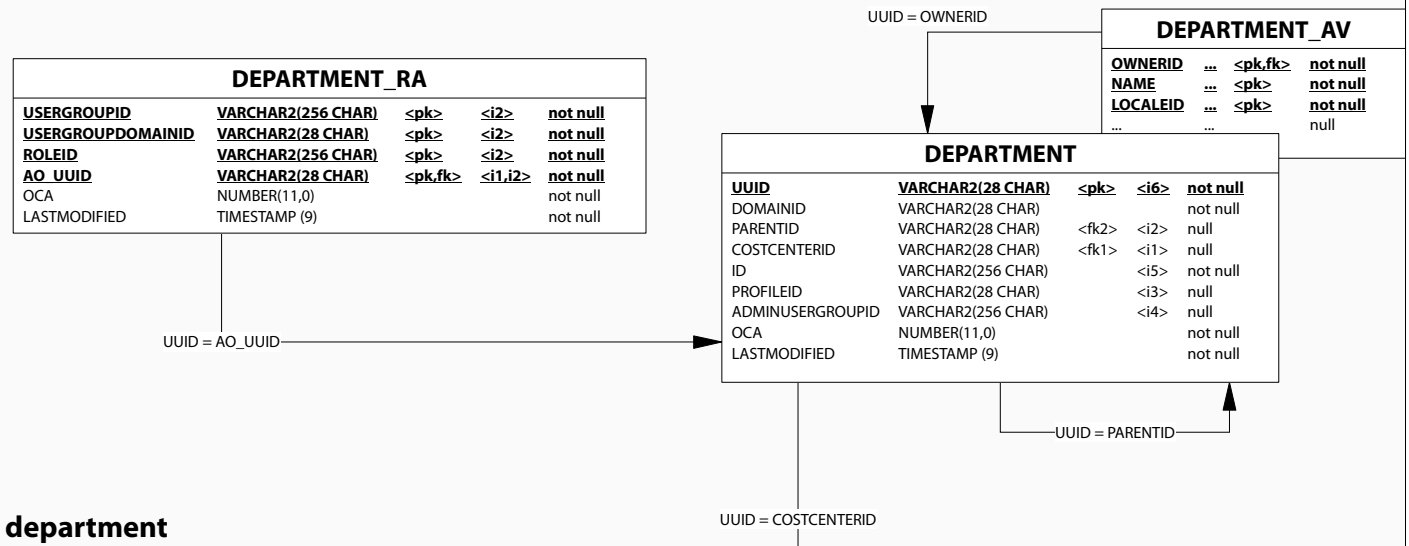 UUID = OWNERID
DEPARTMENT_AV
OWNERID ... <pk,fk> not null
NAME ... <pk> not null
LOCALEID ... <pk> not null
... ... null
DEPARTMENT_RA
USERGROUPID VARCHAR2(256 CHAR) <pk> <i2> not null
USERGROUPDOMAINID VARCHAR2(28 CHAR) <pk> <i2> not null
ROLEID VARCHAR2(256 CHAR) <pk> <i2> not null
AO_UUID VARCHAR2(28 CHAR) <pk,fk> <i1,i2> not null
OCA NUMBER(11,0) not null
LASTMODIFIED TIMESTAMP (9) not null
DEPARTMENT
UUID VARCHAR2(28 CHAR) <pk> <i6> not null
DOMAINID VARCHAR2(28 CHAR) not null
PARENTID VARCHAR2(28 CHAR) <fk2> <i2> null
COSTCENTERID VARCHAR2(28 CHAR) <fk1> <i1> null
ID VARCHAR2(256 CHAR) <i5> not null
PROFILEID VARCHAR2(28 CHAR) <i3> null
ADMINUSERGROUPID VARCHAR2(256 CHAR) <i4> null
OCA NUMBER(11,0) not null
LASTMODIFIED TIMESTAMP (9) not null
UUID = AO_UUID
UUID = PARENTID
UUID = COSTCENTERID
department